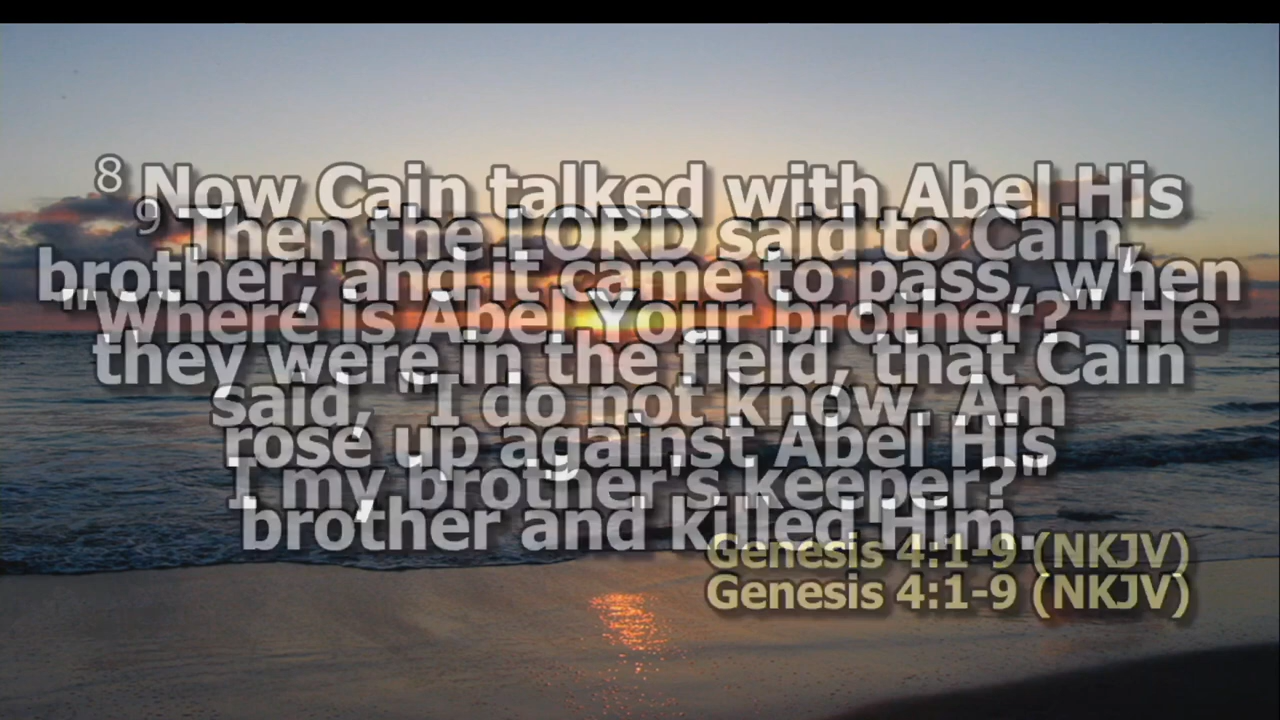 8 Now Cain talked with Abel His
brother; and it came to pass, when
they were in the field, that Cain
rose up against Abel His
brother and killed Him.
Genesis 4:1-9 (NKJV)
9 Then the LORD said to Cain,
"Where is Abel Your brother?" He
said, "I do not know. Am
I my brother's keeper?"
Genesis 4:1-9 (NKJV)